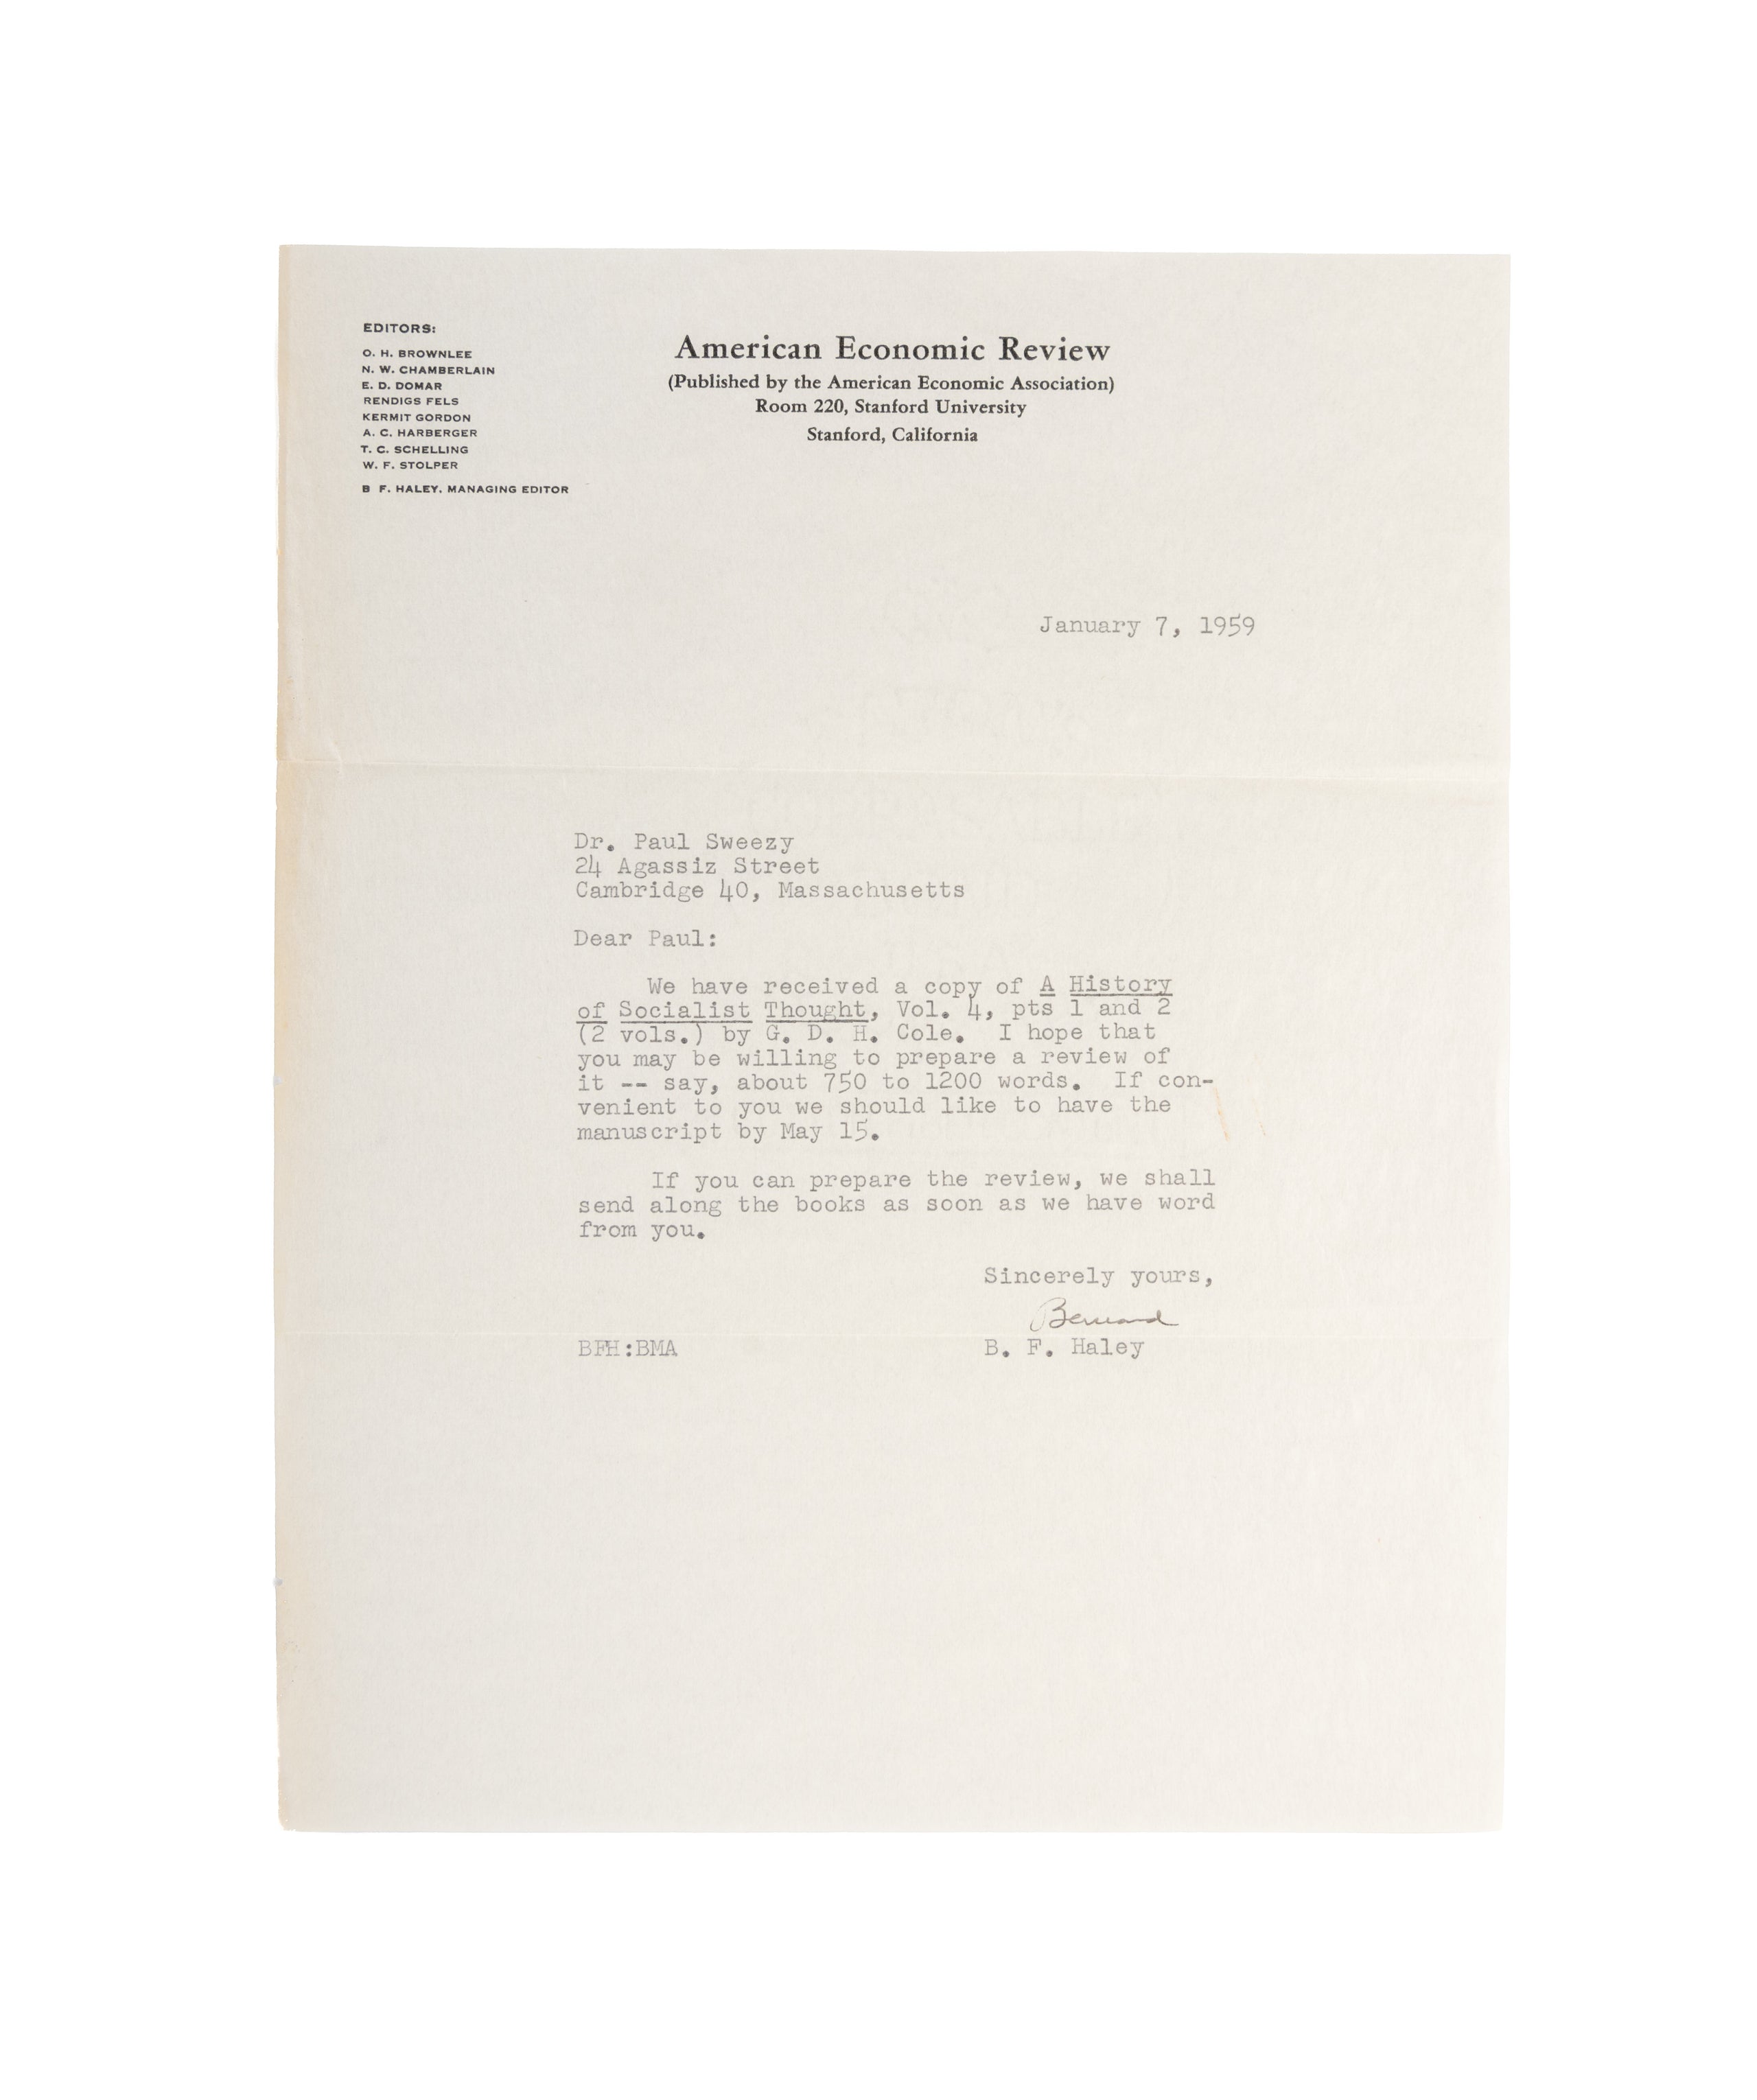 EDITORS:
O. H. BROWNLEE
N. W. CHAMBERLAIN
E. D. DOMAR
RENDIGS FELS
KERMIT GORDON
A. C. HARBERGER
T. C. SCHELLING
W. F. STOLPER
B F. HALEY, MANAGING EDITOR
American Economic Review
(Published by the American Economic Association)
Room 220, Stanford University
Stanford, California
January 7, 1959
Dr. Paul Sweezy
24 Agassiz Street
Cambridge 40, Massachusetts
Dear Paul:
We have received a copy of A History
of Socialist Thought, Vol. 4, pts 1 and 2
(2 vols.) by G. D. H. Cole. I hope that
you may be willing to prepare a review of
it -- say, about 750 to 1200 words. If con-
venient to you we should like to have the
manuscript by May 15.
If you can prepare the review, we shall
send along the books as soon as we have word
from you.
Sincerely yours,
Bernard
BFH:BMA B. F. Haley